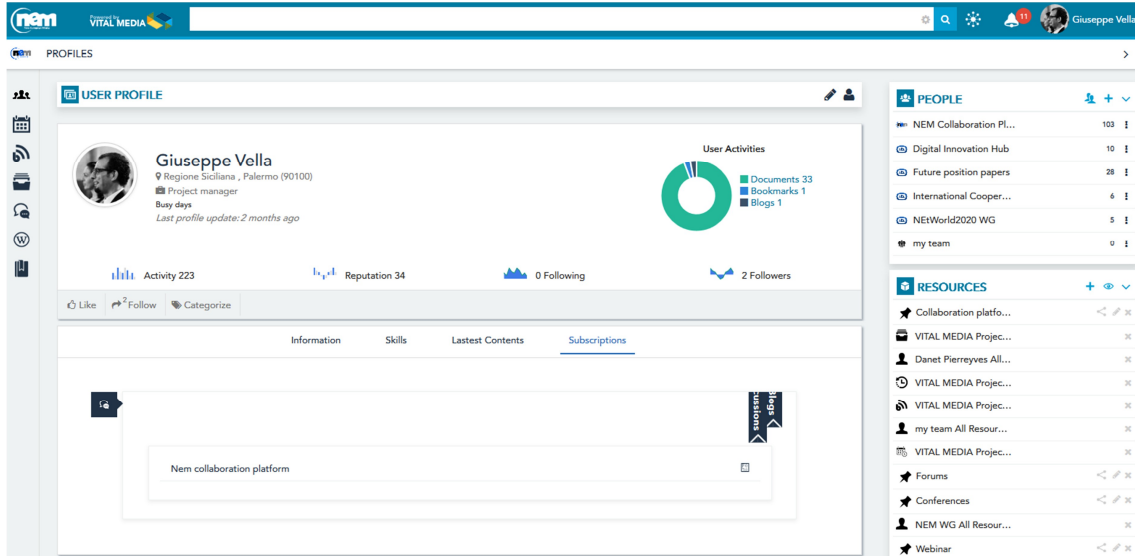 nem
Powered by
VITAL MEDIA
11
Giuseppe Vella
nem
PROFILES
USER PROFILE
Giuseppe Vella
Regione Siciliana , Palermo (90100)
Project manager
Busy days
Last profile update: 2 months ago
User Activities
Documents 33
Bookmarks 1
Blogs 1
Activity 223
Reputation 34
0 Following
2 Followers
Like
2
Follow
Categorize
Information
Skills
Lastest Contents
Subscriptions
Blogs
cussions
Nem collaboration platform
PEOPLE
NEM Collaboration Pl... 103
Digital Innovation Hub 10
Future position papers 28
International Cooper... 6
NEtWorld2020 WG 5
my team 0
RESOURCES
Collaboration platfo...
VITAL MEDIA Projec...
Danet Pierreyves All...
VITAL MEDIA Projec...
VITAL MEDIA Projec...
my team All Resour...
VITAL MEDIA Projec...
Forums
Conferences
NEM WG All Resour...
Webinar